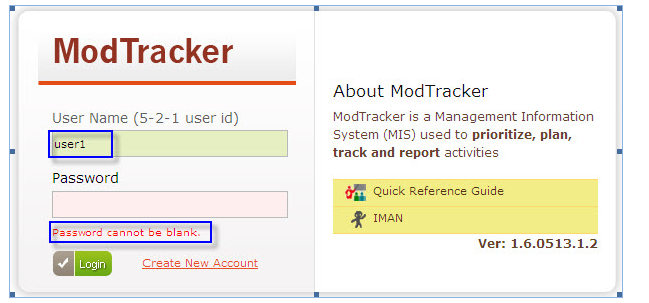 ModTracker
User Name (5-2-1 user id)
user1
Password
Password cannot be blank.
Login
Create New Account
About ModTracker
ModTracker is a Management Information
System (MIS) used to prioritize, plan,
track and report activities
Quick Reference Guide
IMAN
Ver: 1.6.0513.1.2